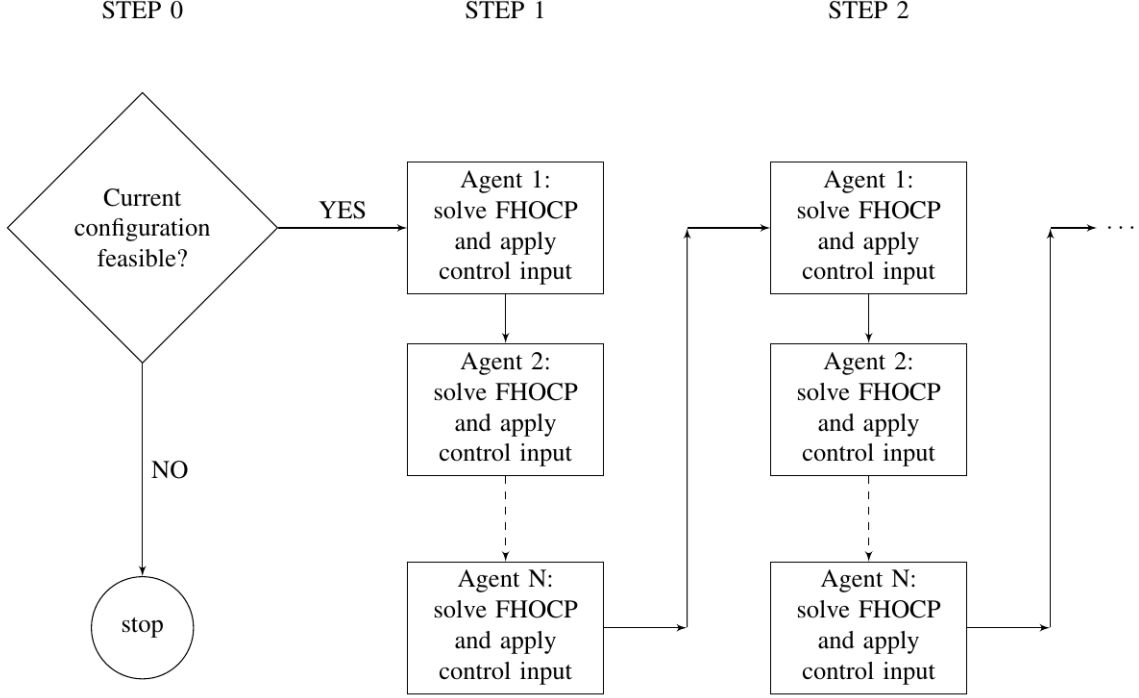 STEP 0
STEP 1
STEP 2
Current
configuration
feasible?
YES
NO
stop
Agent 1:
solve FHOCP
and apply
control input
Agent 2:
solve FHOCP
and apply
control input
Agent N:
solve FHOCP
and apply
control input
Agent 1:
solve FHOCP
and apply
control input
Agent 2:
solve FHOCP
and apply
control input
Agent N:
solve FHOCP
and apply
control input
· · ·